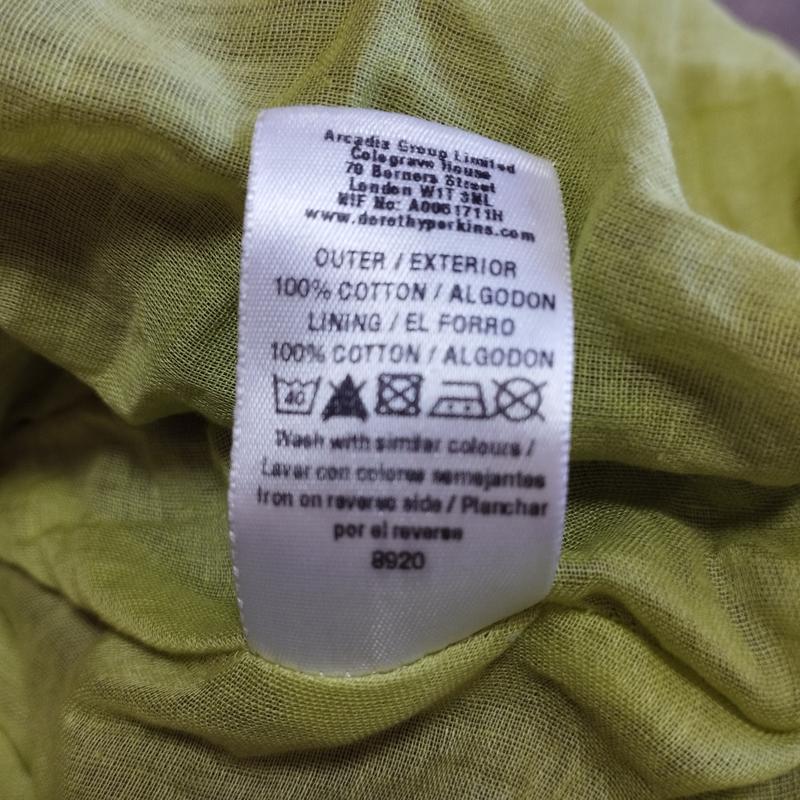 Arcadia Group Limited
Colegrave House
70 Berners Street
London W1T 3NL
NIF No: A0061711H
www.dorothyperkins.com
OUTER / EXTERIOR
100% COTTON / ALGODON
LINING / EL FORRO
100% COTTON / ALGODON
40
Wash with similar colours /
Lavar con colores semejantes
Iron on reverse side / Planchar
por el reverse
8920